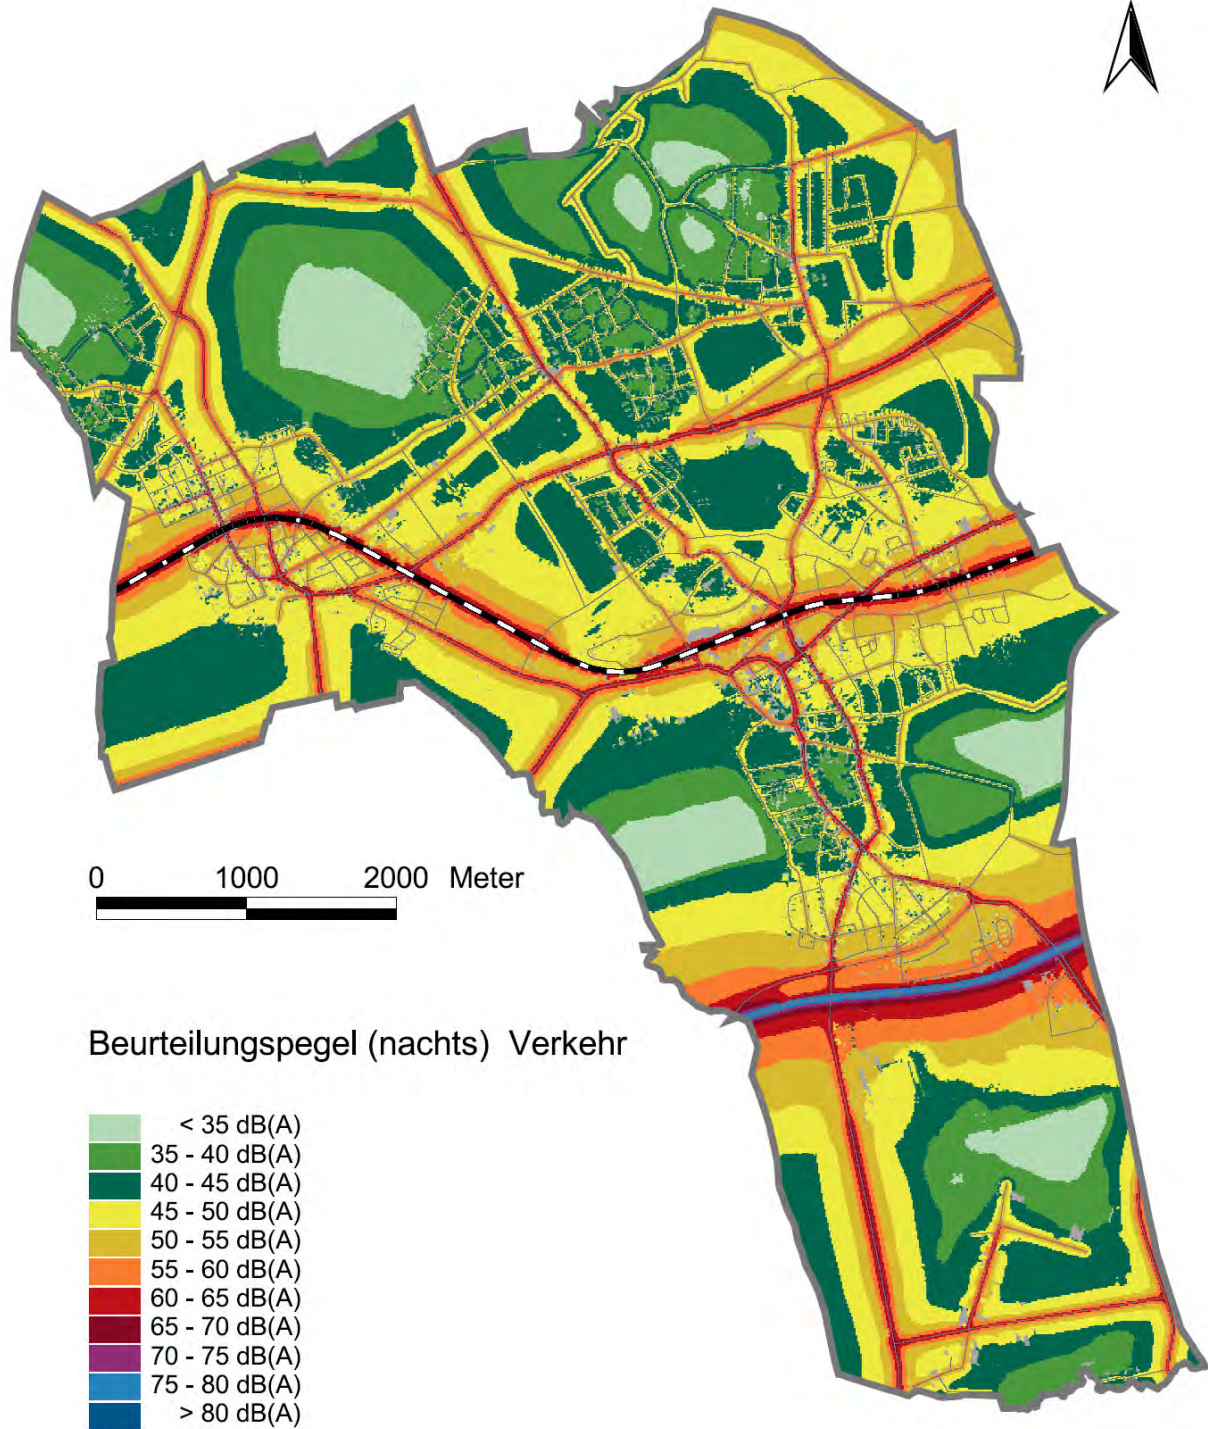 0 1000 2000 Meter
Beurteilungspegel (nachts) Verkehr
< 35 dB(A)
35 - 40 dB(A)
40 - 45 dB(A)
45 - 50 dB(A)
50 - 55 dB(A)
55 - 60 dB(A)
60 - 65 dB(A)
65 - 70 dB(A)
70 - 75 dB(A)
75 - 80 dB(A)
> 80 dB(A)